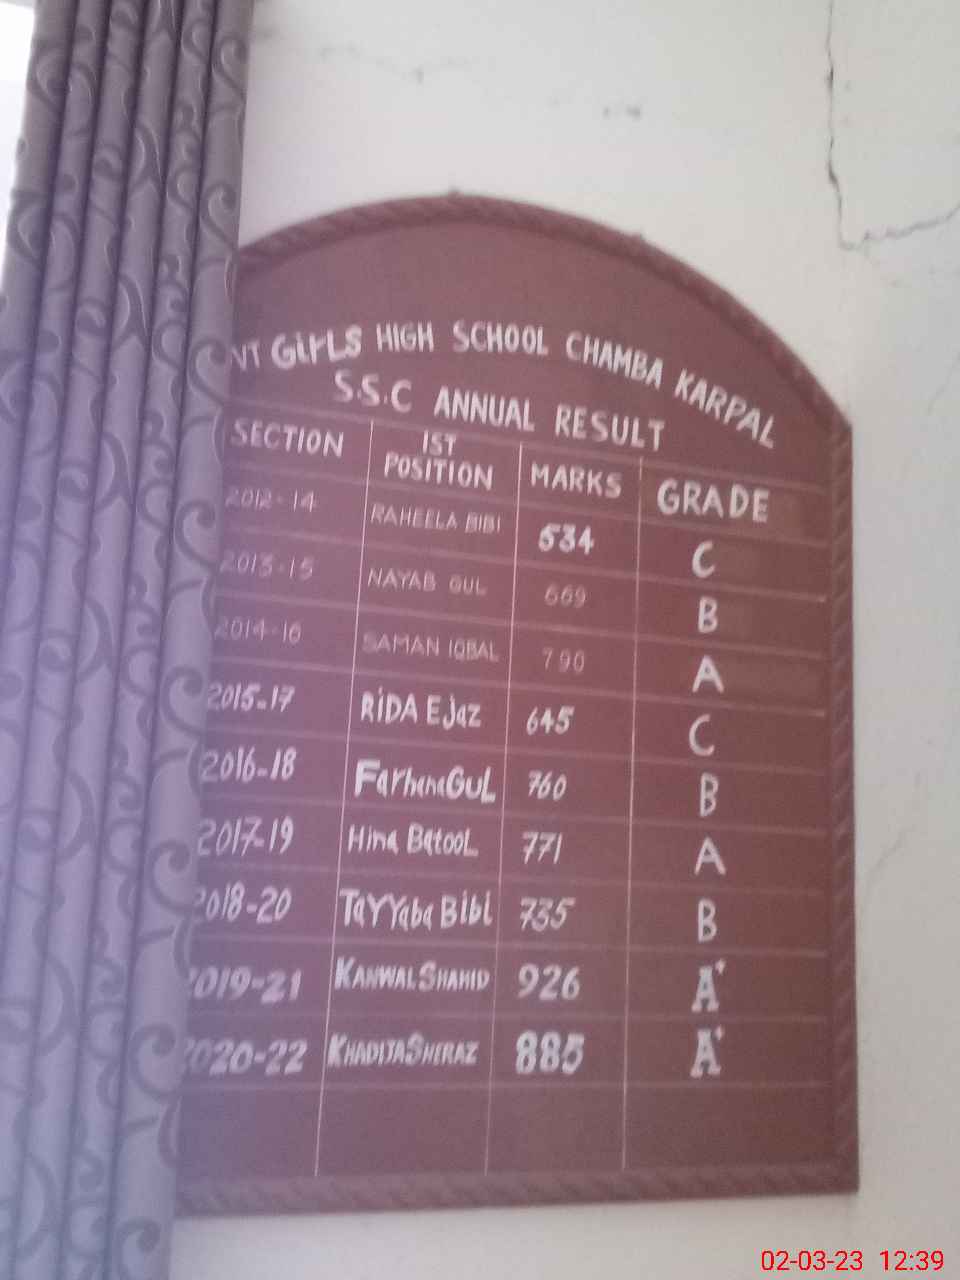 VT GirLS HIGH SCHOOL CHAMBA KARPAL
S.S.C ANNUAL RESULT
SECTION 1ST POSITION MARKS GRADE
2012-14 RAHEELA BIBI 534 C
2013-15 NAYAB GUL 669 B
2014-16 SAMAN IQBAL 790 A
2015-17 RiDA EJaz 645 C
2016-18 FarhanaGUL 760 B
2017-19 Hina BatooL 771 A
2018-20 TaYYaba Bibi 735 B
2019-21 KANWAL SHAHID 926 A+
2020-22 KHADIJA SHERAZ 885 A+
02-03-23 12:39